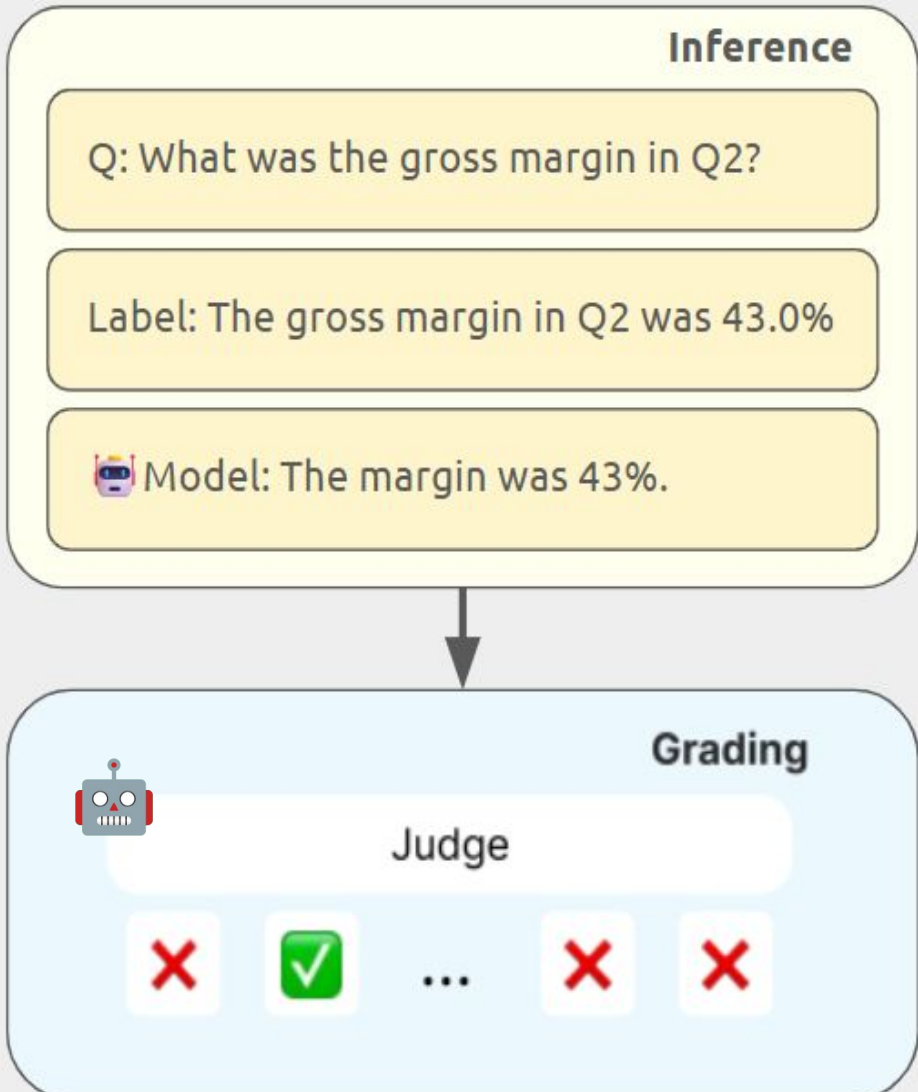 Inference
Q: What was the gross margin in Q2?
Label: The gross margin in Q2 was 43.0%
Model: The margin was 43%.
Grading
Judge
...